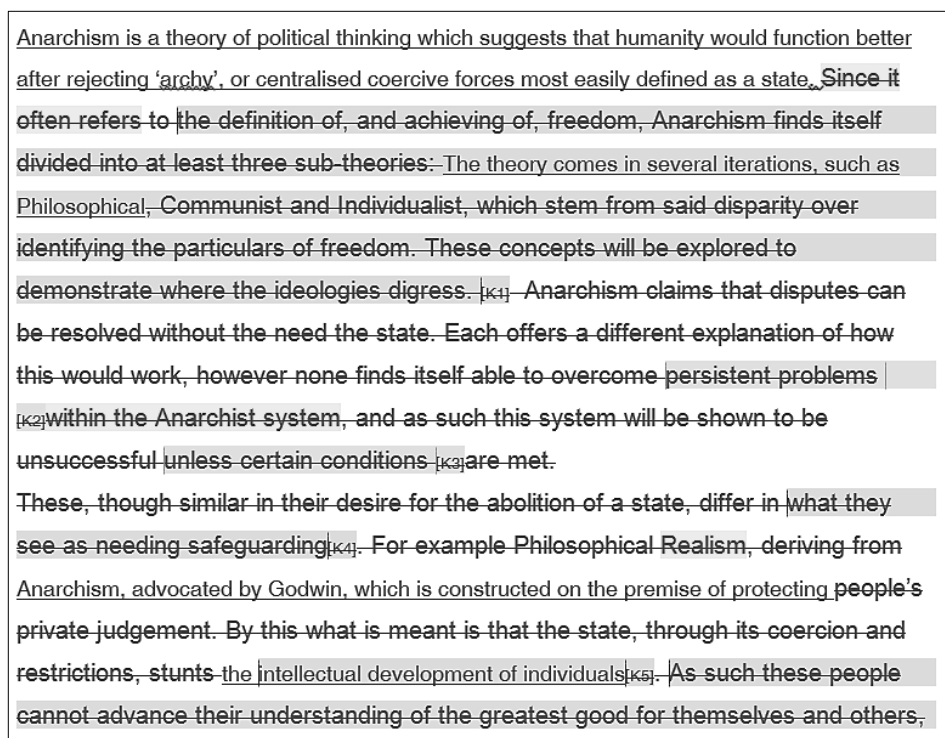 Anarchism is a theory of political thinking which suggests that humanity would function better
after rejecting ‘archy’, or centralised coercive forces most easily defined as a state. Since it
often refers to the definition of, and achieving of, freedom, Anarchism finds itself
divided into at least three sub-theories: The theory comes in several iterations, such as
Philosophical, Communist and Individualist, which stem from said disparity over
identifying the particulars of freedom. These concepts will be explored to
demonstrate where the ideologies digress. [K1] Anarchism claims that disputes can
be resolved without the need the state. Each offers a different explanation of how
this would work, however none finds itself able to overcome persistent problems
[K2]within the Anarchist system, and as such this system will be shown to be
unsuccessful unless certain conditions [K3]are met.
These, though similar in their desire for the abolition of a state, differ in what they
see as needing safeguarding[K4]. For example Philosophical Realism, deriving from
Anarchism, advocated by Godwin, which is constructed on the premise of protecting people’s
private judgement. By this what is meant is that the state, through its coercion and
restrictions, stunts the intellectual development of individuals[K5]. As such these people
cannot advance their understanding of the greatest good for themselves and others,